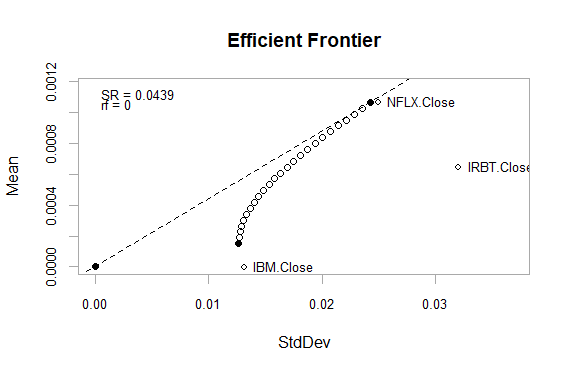 Efficient Frontier
SR = 0.0439
rf = 0
NFLX.Close
IRBT.Close
IBM.Close
Mean
0.0012
0.0008
0.0004
0.0000
0.00
0.01
0.02
0.03
StdDev